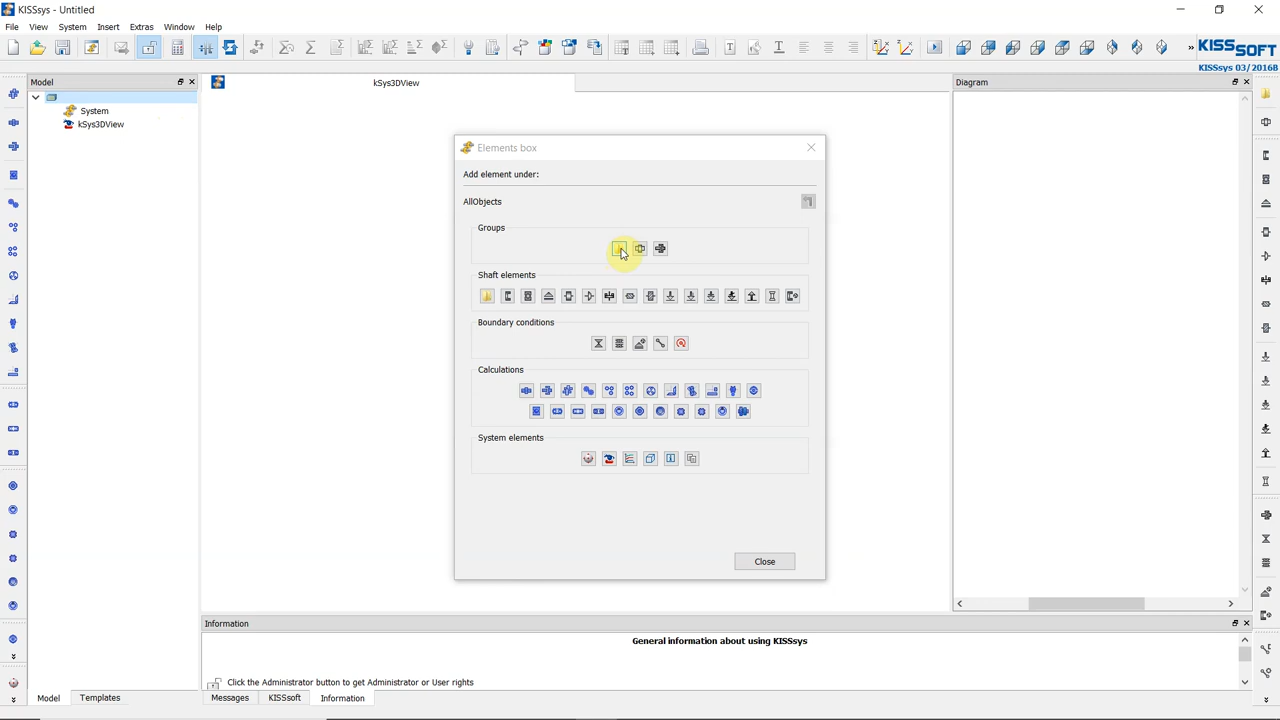 KISSsys - Untitled
File View System Insert Extras Window Help
» KISSSOFT
KISSsys 03/2016B
Model
System
kSys3DView
kSys3DView
Diagram
Elements box
Add element under:
AllObjects
Groups
Shaft elements
Boundary conditions
Calculations
System elements
Close
Information
General information about using KISSsys
Click the Administrator button to get Administrator or User rights
Model Templates
Messages KISSsoft Information